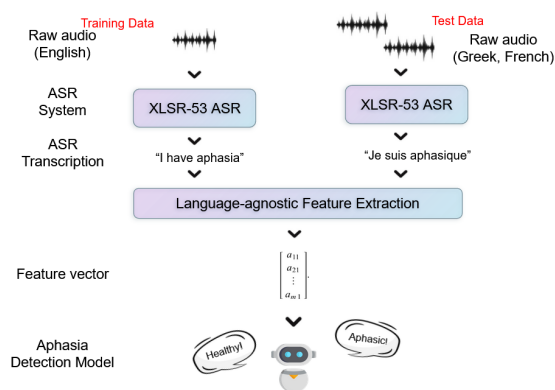 Training Data
Test Data
Raw audio
(English)
Raw audio
(Greek, French)
ASR
System
XLSR-53 ASR
XLSR-53 ASR
ASR
Transcription
“I have aphasia”
“Je suis aphasique”
Language-agnostic Feature Extraction
Feature vector
a11
a21
⋮
am1
.
Aphasia
Detection Model
Healthy!
Aphasic!